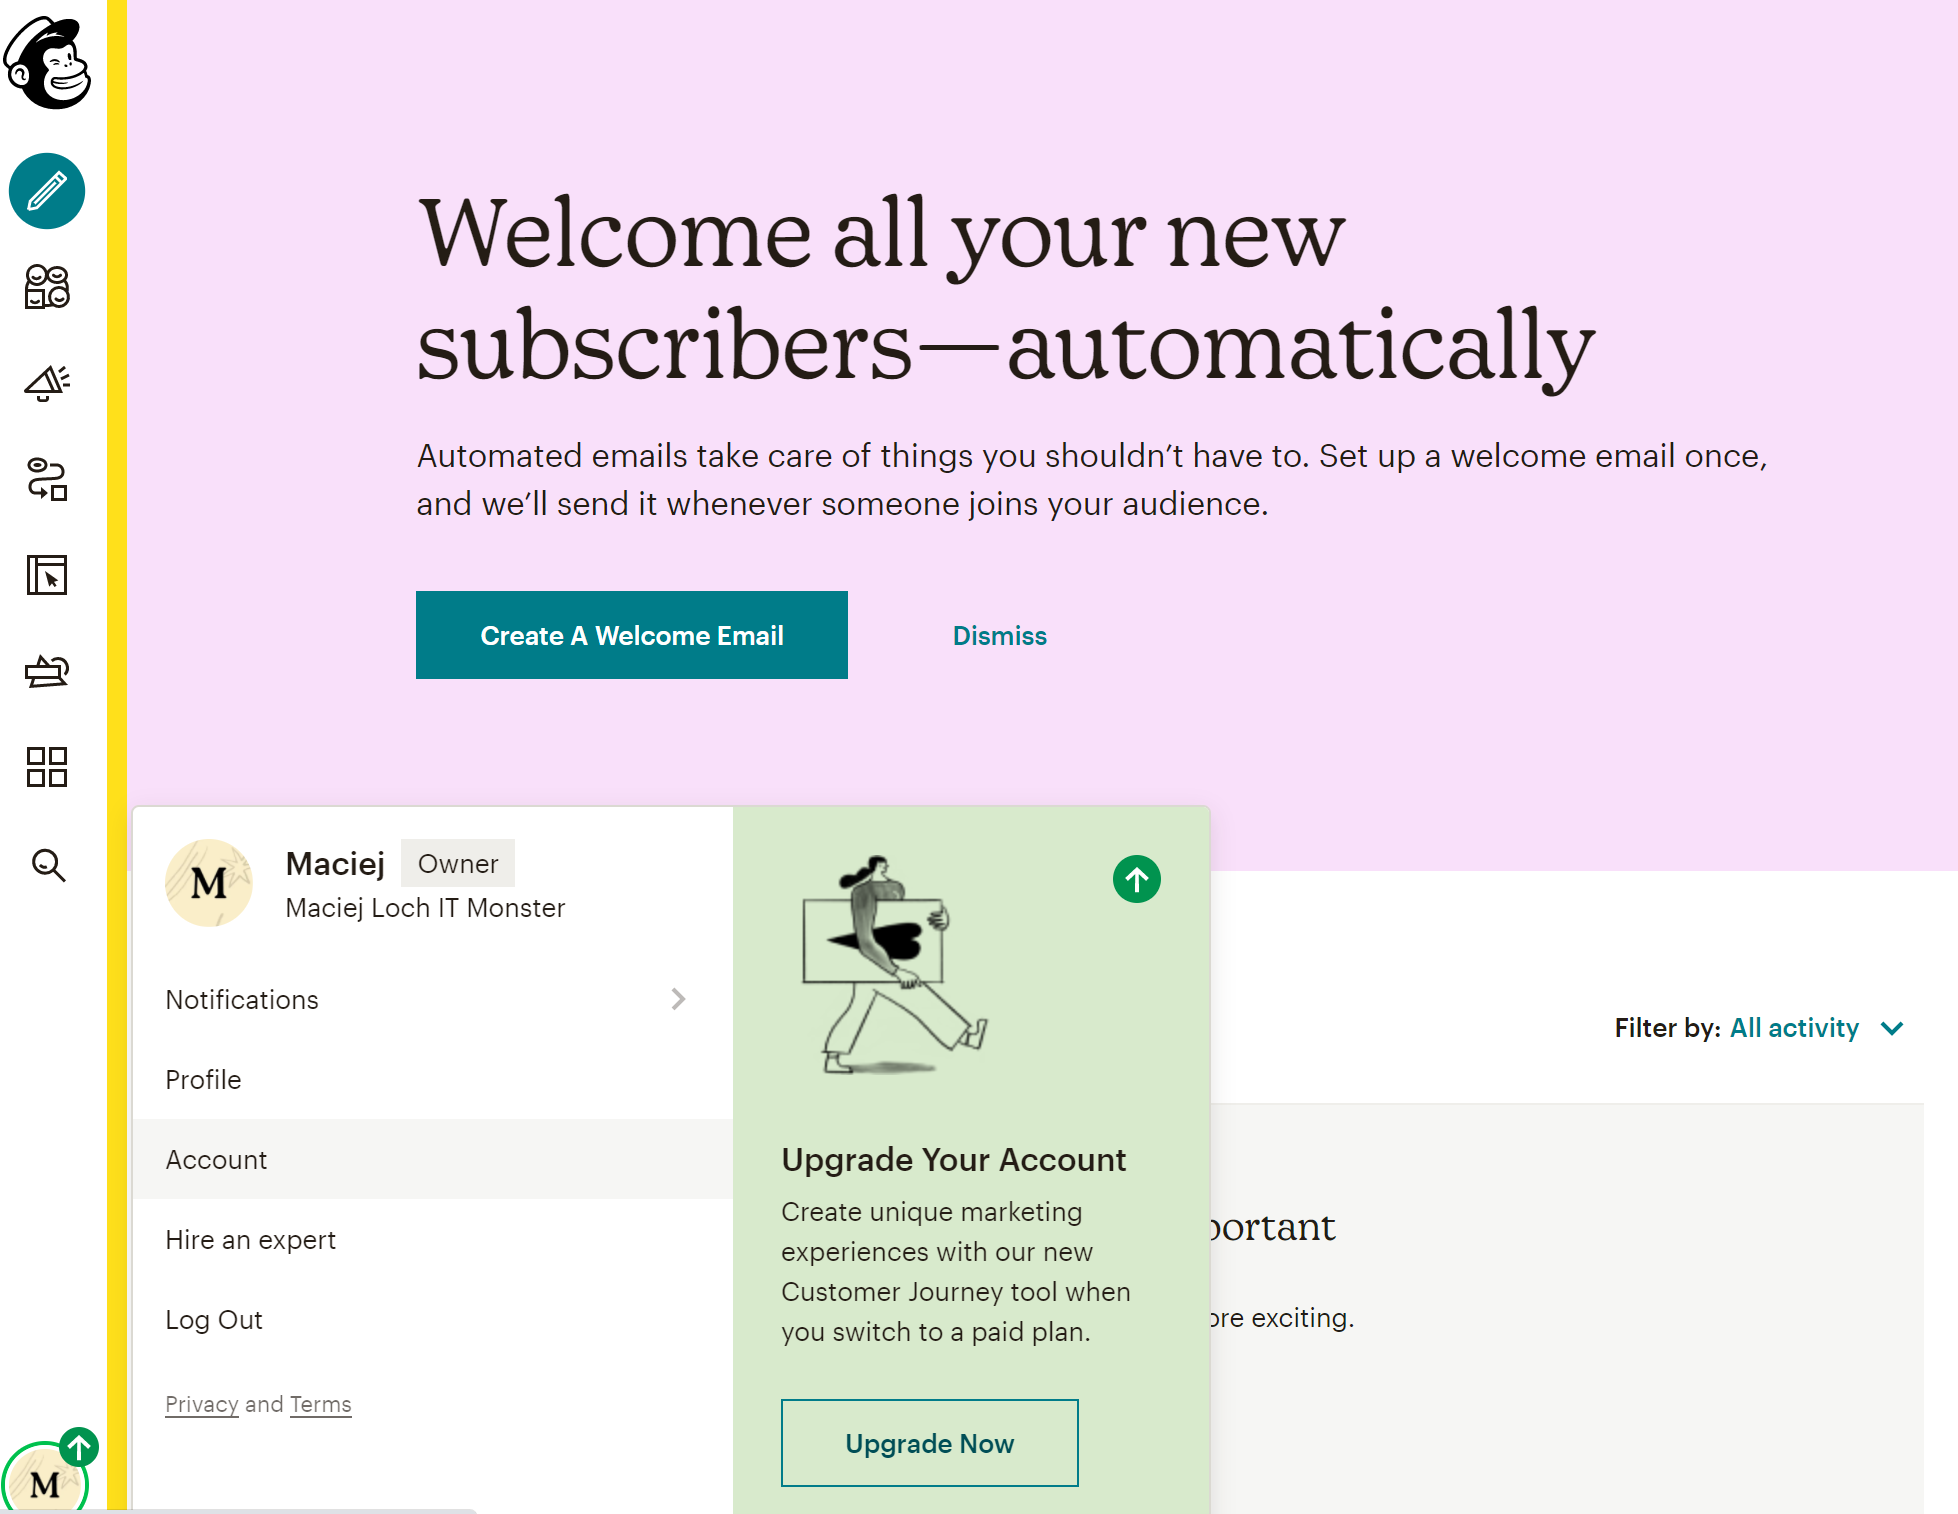 Welcome all your new
subscribers—automatically
Automated emails take care of things you shouldn’t have to. Set up a welcome email once,
and we’ll send it whenever someone joins your audience.
Create A Welcome Email
Dismiss
M
Maciej
Owner
Maciej Loch IT Monster
Notifications
Profile
Account
Hire an expert
Log Out
Privacy and Terms
Upgrade Your Account
Create unique marketing
experiences with our new
Customer Journey tool when
you switch to a paid plan.
Upgrade Now
Filter by: All activity
portant
ore exciting.
M